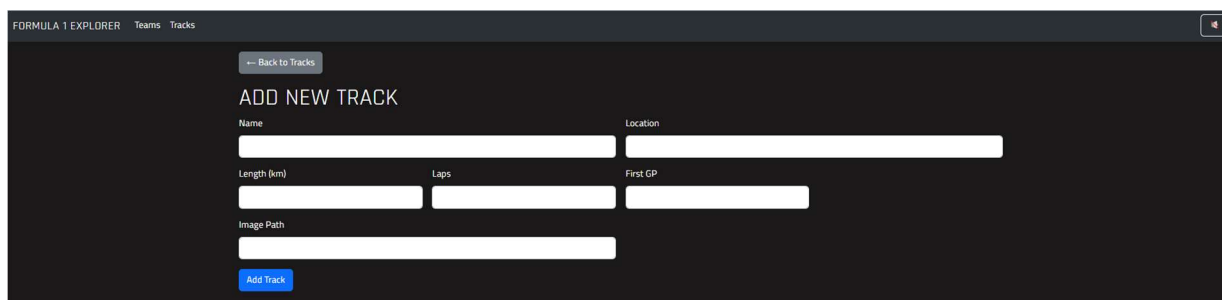 FORMULA 1 EXPLORER Teams Tracks
← Back to Tracks
ADD NEW TRACK
Name Location
Length (km) Laps First GP
Image Path
Add Track